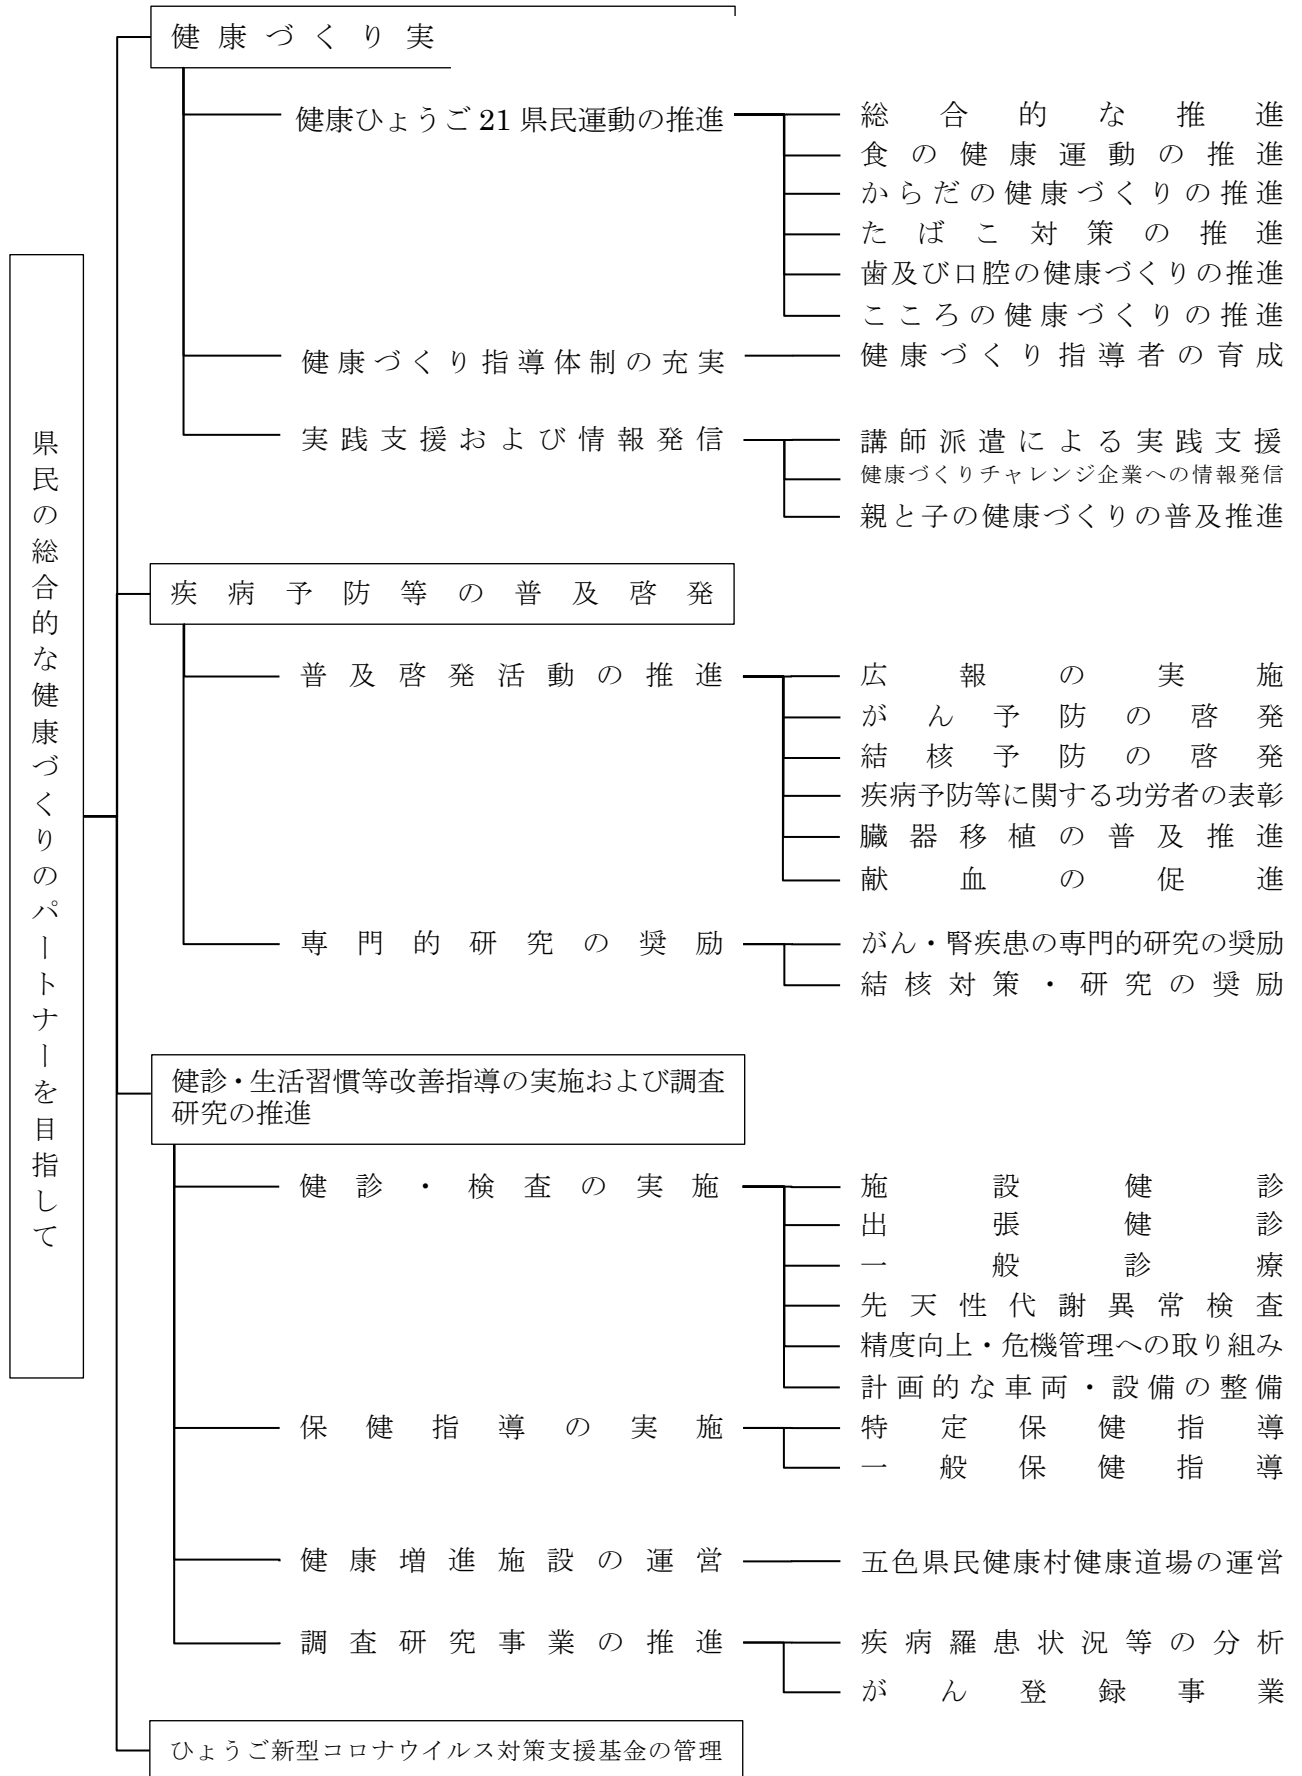 県民の総合的な健康づくりのパートナーを目指して
健康づくり実
健康ひょうご21県民運動の推進
総合的な推進
食の健康運動の推進
からだの健康づくりの推進
たばこ対策の推進
歯及び口腔の健康づくりの推進
こころの健康づくりの推進
健康づくり指導体制の充実
健康づくり指導者の育成
実践支援および情報発信
講師派遣による実践支援
健康づくりチャレンジ企業への情報発信
親と子の健康づくりの普及推進
疾病予防等の普及啓発
普及啓発活動の推進
広報の実施
がん予防の啓発
結核予防の啓発
疾病予防等に関する功労者の表彰
臓器移植の普及推進
献血の促進
専門的研究の奨励
がん・腎疾患の専門的研究の奨励
結核対策・研究の奨励
健診・生活習慣等改善指導の実施および調査
研究の推進
健診・検査の実施
施設健診
出張健診
一般診療
先天性代謝異常検査
精度向上・危機管理への取り組み
計画的な車両・設備の整備
保健指導の実施
特定保健指導
一般保健指導
健康増進施設の運営
五色県民健康村健康道場の運営
調査研究事業の推進
疾病羅患状況等の分析
がん登録事業
ひょうご新型コロナウイルス対策支援基金の管理